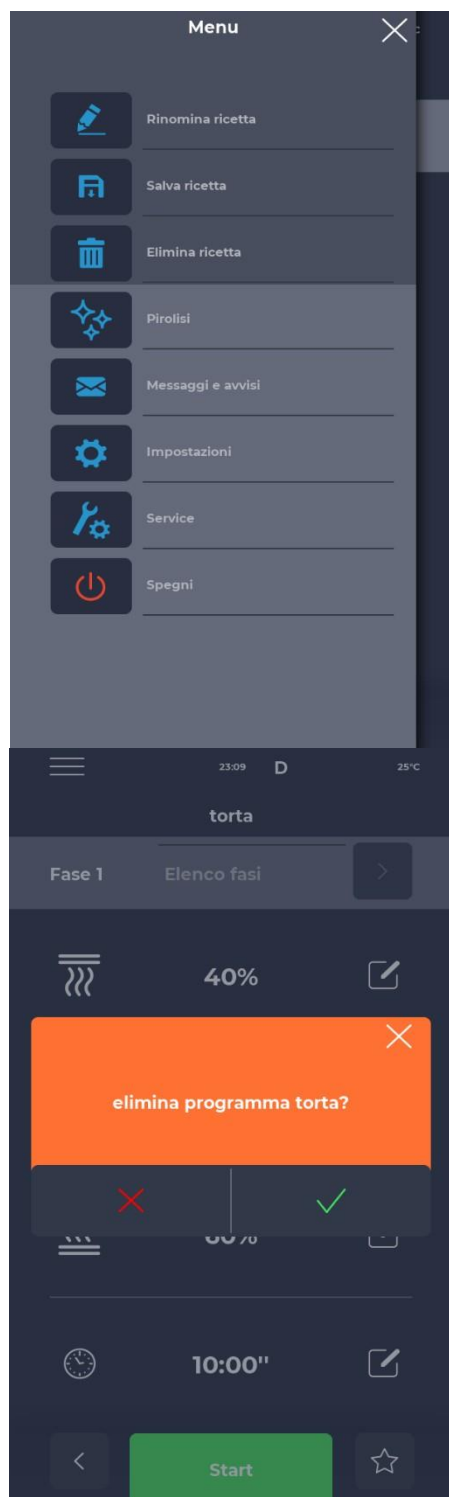 Menu
Rinomina ricetta
Salva ricetta
Elimina ricetta
Pirolisi
Messaggi e avvisi
Impostazioni
Service
Spegni
23:09 D 25°C
torta
Fase 1 Elenco fasi
40%
elimina programma torta?
10:00"
Start